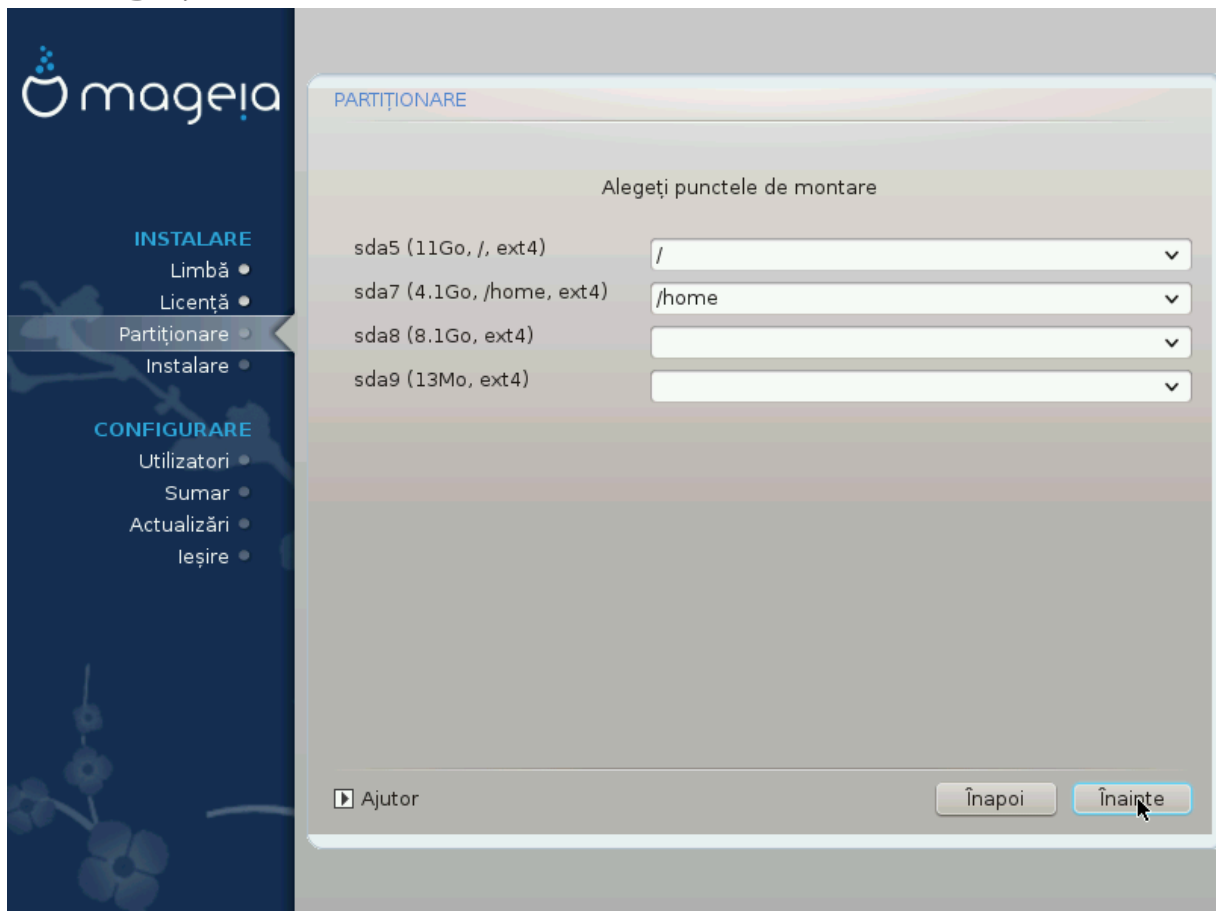 mageia
INSTALARE
Limbă
Licență
Partiționare
Instalare
CONFIGURARE
Utilizatori
Sumar
Actualizări
Ieșire
PARTIȚIONARE
Alegeți punctele de montare
sda5 (11Go, /, ext4) /
sda7 (4.1Go, /home, ext4) /home
sda8 (8.1Go, ext4)
sda9 (13Mo, ext4)
Ajutor Înapoi Înainte